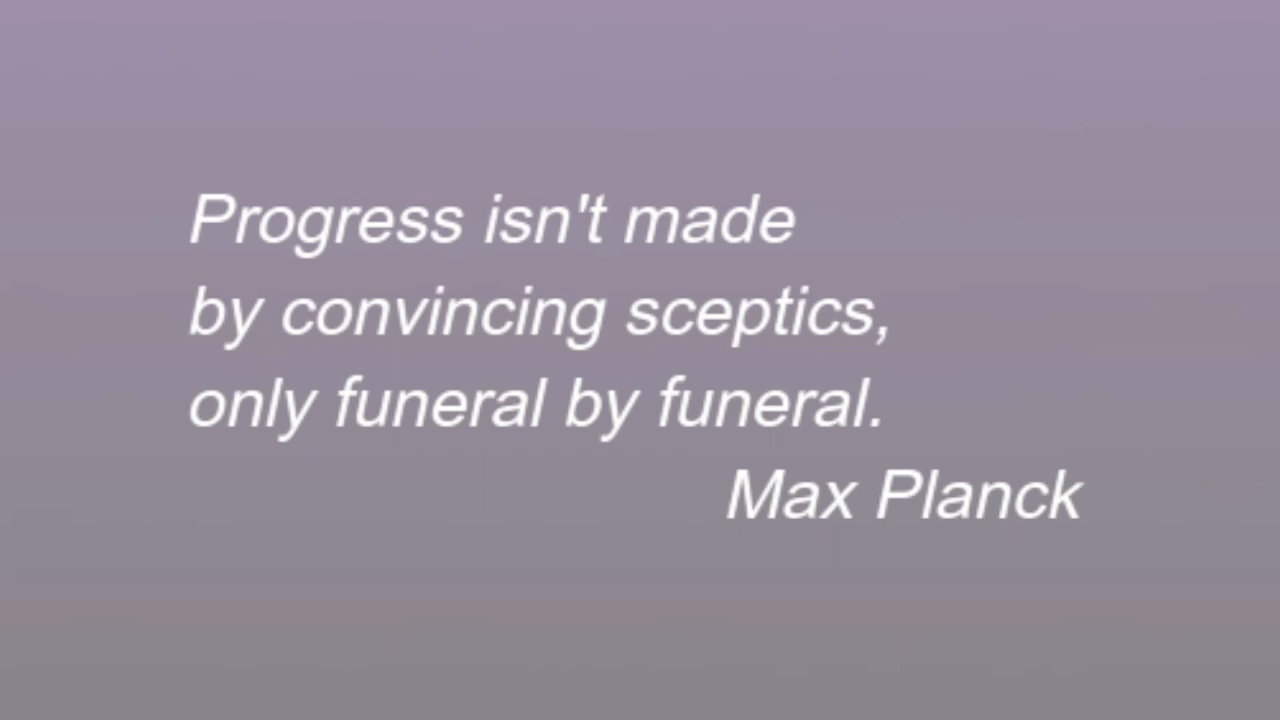 Progress isn't made
by convincing sceptics,
only funeral by funeral.
Max Planck